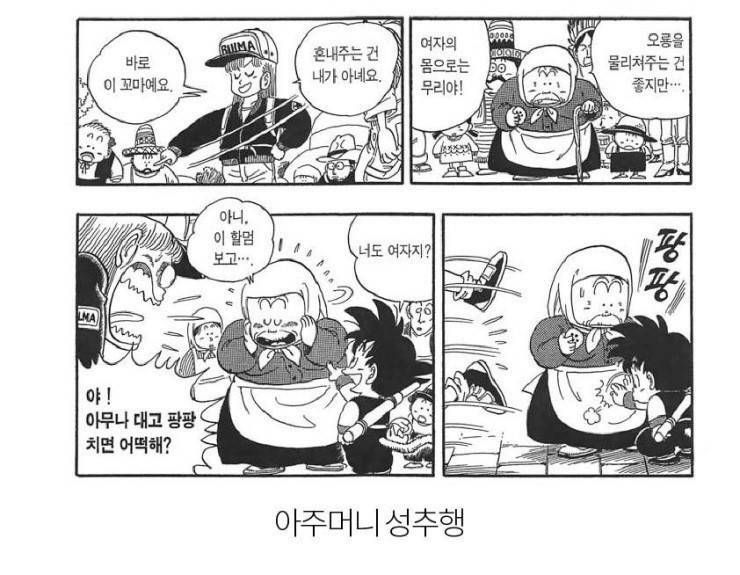 오룡을
물리쳐주는 건
좋지만…
여자의
몸으로는
무리야!
혼내주는 건
내가 아녜요.
BULMA
바로
이 꼬마예요.
팡
팡
너도 여자지?
아니,
이 할멈
보고….
야!
아무나 대고 팡팡
치면 어떡해?
아주머니 성추행